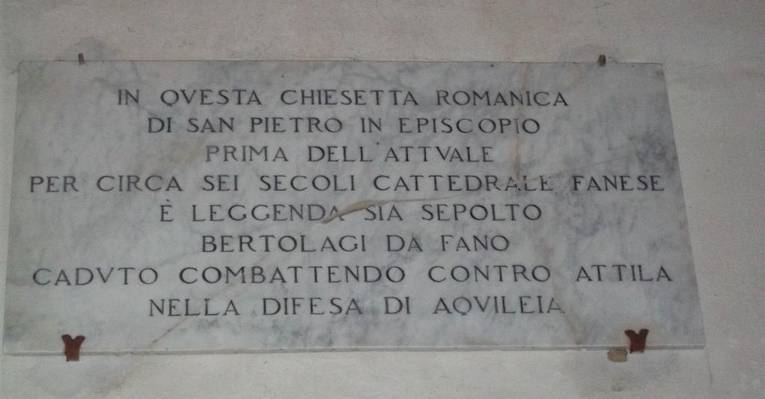 IN QVESTA CHIESETTA ROMANICA
DI SAN PIETRO IN EPISCOPIO
PRIMA DELL'ATTVALE
PER CIRCA SEI SECOLI CATTEDRALE FANESE
È LEGGENDA SIA SEPOLTO
BERTOLAGI DA FANO
CADVTO COMBATTENDO CONTRO ATTILA
NELLA DIFESA DI AQVILEIA